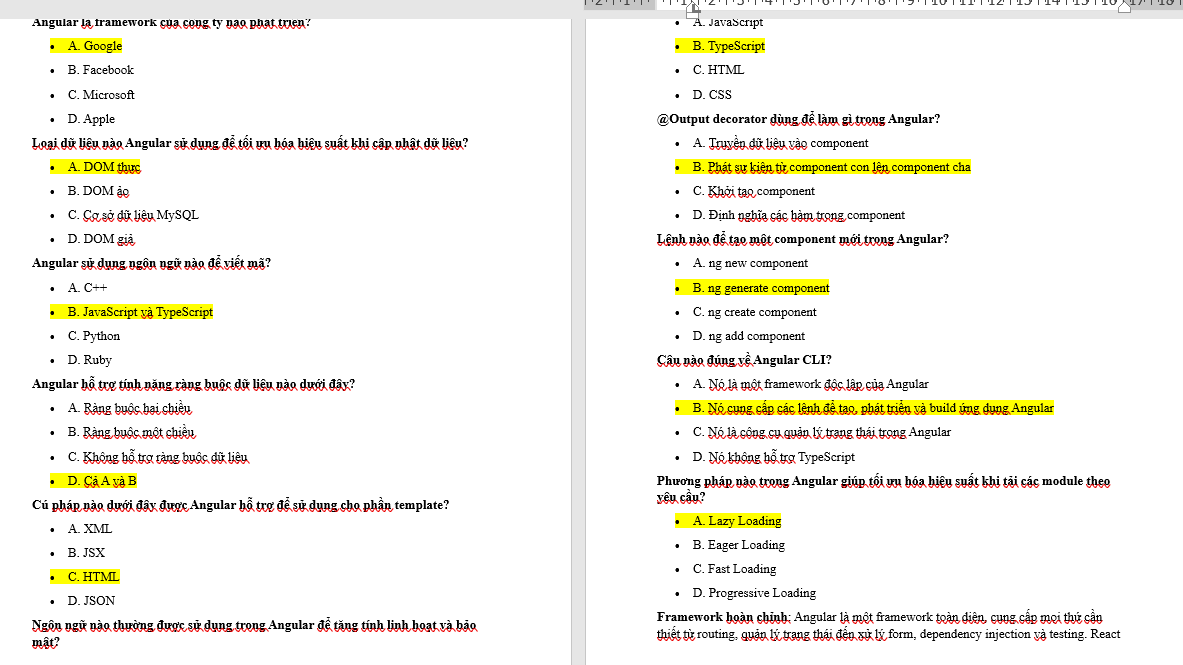 Angular là framework của công ty nào phát triển?
A. Google
B. Facebook
C. Microsoft
D. Apple
Loại dữ liệu nào Angular sử dụng để tối ưu hóa hiệu suất khi cập nhật dữ liệu?
A. DOM thực
B. DOM ảo
C. Cơ sở dữ liệu MySQL
D. DOM giả
Angular sử dụng ngôn ngữ nào để viết mã?
A. C++
B. JavaScript và TypeScript
C. Python
D. Ruby
Angular hỗ trợ tính năng ràng buộc dữ liệu nào dưới đây?
A. Ràng buộc hai chiều
B. Ràng buộc một chiều
C. Không hỗ trợ ràng buộc dữ liệu
D. Cả A và B
Cú pháp nào dưới đây được Angular hỗ trợ để sử dụng cho phần template?
A. XML
B. JSX
C. HTML
D. JSON
Ngôn ngữ nào thường được sử dụng trong Angular để tăng tính linh hoạt và bảo
mật?
A. JavaScript
B. TypeScript
C. HTML
D. CSS
@Output decorator dùng để làm gì trong Angular?
A. Truyền dữ liệu vào component
B. Phát sự kiện từ component con lên component cha
C. Khởi tạo component
D. Định nghĩa các hàm trong component
Lệnh nào để tạo một component mới trong Angular?
A. ng new component
B. ng generate component
C. ng create component
D. ng add component
Câu nào đúng về Angular CLI?
A. Nó là một framework độc lập của Angular
B. Nó cung cấp các lệnh để tạo, phát triển và build ứng dụng Angular
C. Nó là công cụ quản lý trạng thái trong Angular
D. Nó không hỗ trợ TypeScript
Phương pháp nào trong Angular giúp tối ưu hóa hiệu suất khi tải các module theo
yêu cầu?
A. Lazy Loading
B. Eager Loading
C. Fast Loading
D. Progressive Loading
Framework hoàn chỉnh: Angular là một framework toàn diện, cung cấp mọi thứ cần
thiết từ routing, quản lý trạng thái đến xử lý form, dependency injection và testing. React